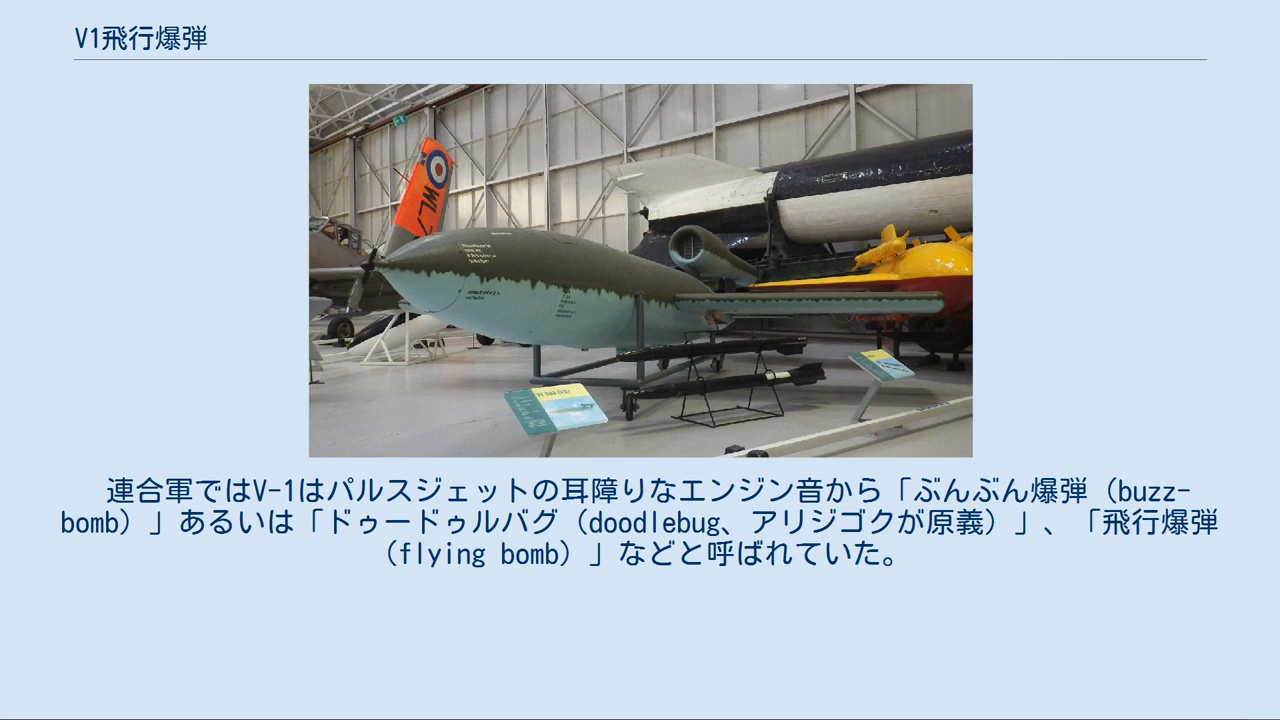 V1飛行爆弾
WL7
連合軍ではV-1はパルスジェットの耳障りなエンジン音から「ぶんぶん爆弾（buzz-
bomb）」あるいは「ドゥードゥルバグ（doodlebug、アリジゴクが原義）」、「飛行爆弾
（flying bomb）」などと呼ばれていた。